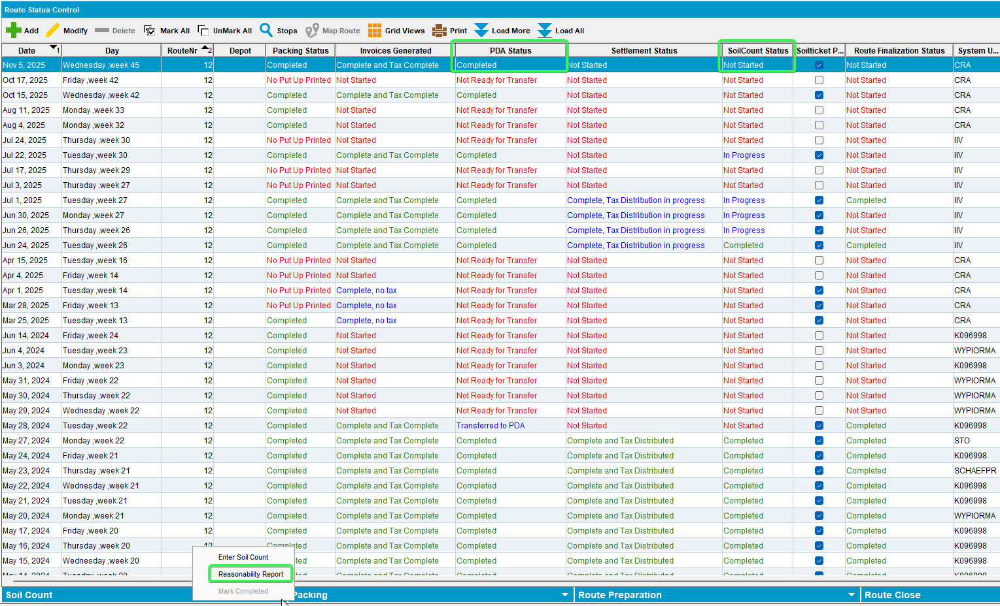 Route Status Control
Add Modify Delete Mark All UnMark All Stops Map Route Grid Views Print Load More Load All
Date 1 Day RouteNr 2 Depot Packing Status Invoices Generated PDA Status Settlement Status SoilCount Status Soilticket P... Route Finalization Status System U...
Nov 5, 2025 Wednesday ,week 45 12 Completed Complete and Tax Complete Completed Not Started Not Started Not Started CRA
Oct 17, 2025 Friday ,week 42 12 No Put Up Printed Not Started Not Ready for Transfer Not Started Not Started Not Started CRA
Oct 15, 2025 Wednesday ,week 42 12 Completed Complete and Tax Complete Completed Not Started Not Started Not Started CRA
Aug 11, 2025 Monday ,week 33 12 Completed Not Started Not Ready for Transfer Not Started Not Started Not Started CRA
Aug 4, 2025 Monday ,week 32 12 Completed Not Started Not Ready for Transfer Not Started Not Started Not Started CRA
Jul 24, 2025 Thursday ,week 30 12 No Put Up Printed Not Started Not Ready for Transfer Not Started Not Started Not Started IIV
Jul 22, 2025 Tuesday ,week 30 12 Completed Complete and Tax Complete Completed Not Started In Progress Not Started IIV
Jul 17, 2025 Thursday ,week 29 12 No Put Up Printed Not Started Not Ready for Transfer Not Started Not Started Not Started IIV
Jul 3, 2025 Thursday ,week 27 12 No Put Up Printed Not Started Not Ready for Transfer Not Started Not Started Not Started IIV
Jul 1, 2025 Tuesday ,week 27 12 Completed Complete and Tax Complete Completed Complete, Tax Distribution in progress In Progress Completed IIV
Jun 30, 2025 Monday ,week 27 12 Completed Complete and Tax Complete Completed Complete, Tax Distribution in progress In Progress Not Started IIV
Jun 26, 2025 Thursday ,week 26 12 Completed Complete and Tax Complete Completed Complete, Tax Distribution in progress In Progress Not Started IIV
Jun 24, 2025 Tuesday ,week 26 12 Completed Complete and Tax Complete Completed Complete, Tax Distribution in progress Completed Completed IIV
Apr 15, 2025 Tuesday ,week 16 12 No Put Up Printed Not Started Not Ready for Transfer Not Started Not Started Not Started CRA
Apr 4, 2025 Friday ,week 14 12 No Put Up Printed Not Started Not Ready for Transfer Not Started Not Started Not Started CRA
Apr 1, 2025 Tuesday ,week 14 12 No Put Up Printed Complete, no tax Not Ready for Transfer Not Started Not Started Not Started CRA
Mar 28, 2025 Friday ,week 13 12 No Put Up Printed Complete, no tax Not Ready for Transfer Not Started Not Started Not Started CRA
Mar 25, 2025 Tuesday ,week 13 12 Completed Complete, no tax Not Ready for Transfer Not Started Not Started Not Started CRA
Jun 14, 2024 Friday ,week 24 12 Completed Not Started Not Ready for Transfer Not Started Not Started Not Started K096998
Jun 4, 2024 Tuesday ,week 23 12 Completed Not Started Not Ready for Transfer Not Started Not Started Not Started WYPIORMA
Jun 3, 2024 Monday ,week 23 12 Completed Not Started Not Ready for Transfer Not Started Not Started Not Started K096998
May 31, 2024 Friday ,week 22 12 Completed Not Started Not Ready for Transfer Not Started Not Started Not Started WYPIORMA
May 30, 2024 Thursday ,week 22 12 Completed Not Started Not Ready for Transfer Not Started Not Started Not Started WYPIORMA
May 29, 2024 Wednesday ,week 22 12 Completed Not Started Not Ready for Transfer Not Started Not Started Not Started WYPIORMA
May 28, 2024 Tuesday ,week 22 12 Completed Complete and Tax Complete Transferred to PDA Not Started Not Started Completed K096998
May 27, 2024 Monday ,week 22 12 Completed Complete and Tax Complete Completed Complete and Tax Distributed Completed Completed STO
May 24, 2024 Friday ,week 21 12 Completed Complete and Tax Complete Completed Complete and Tax Distributed Completed Completed K096998
May 23, 2024 Thursday ,week 21 12 Completed Complete and Tax Complete Completed Complete and Tax Distributed Completed Completed SCHAEFPR
May 22, 2024 Wednesday ,week 21 12 Completed Complete and Tax Complete Completed Complete and Tax Distributed Completed Completed K096998
May 21, 2024 Tuesday ,week 21 12 Completed Complete and Tax Complete Completed Complete and Tax Distributed Completed Completed K096998
May 20, 2024 Monday ,week 21 12 Completed Complete and Tax Complete Completed Complete and Tax Distributed Completed Completed WYPIORMA
May 17, 2024 Friday ,week 20 12 Completed Complete and Tax Complete Completed Complete and Tax Distributed Completed Completed K096998
May 16, 2024 Thursday ,week 20 12 Completed Complete and Tax Complete Completed Complete and Tax Distributed Completed Completed K096998
May 15, 2024 Wednesday ,week 20 ted Complete and Tax Complete Completed Complete and Tax Distributed Completed Completed K096998
Enter Soil Count
Reasonability Report
Mark Completed
Soil Count Packing Route Preparation Route Close